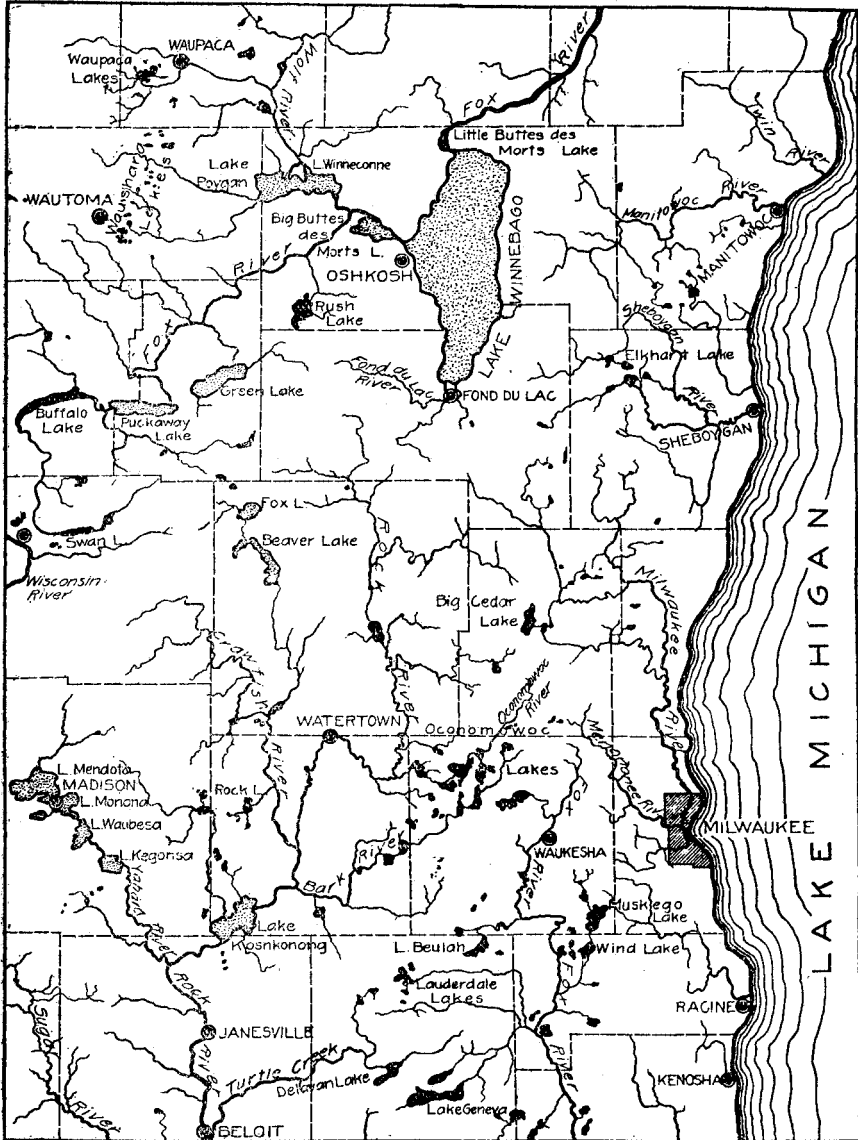 WAUPACA
Waupaca
Lakes
Wolf River
Fox River
Twin River
Little Buttes des
Morts Lake
Lake
Poygan
L. Winneconne
WAUTOMA
Waushara
Lakes
Big Buttes
des
Morts L.
OSHKOSH
Fox River
Rush
Lake
LAKE WINNEBAGO
Manitowoc River
MANITOWOC
Sheboygan River
Elkhart Lake
SHEBOYGAN
Fond du Lac
River
FOND DU LAC
Green Lake
Buffalo
Lake
Puckaway
Lake
Swan L.
Wisconsin
River
Fox L.
Beaver Lake
Rock River
Crawfish River
Big Cedar
Lake
Milwaukee River
Oconomowoc
River
WATERTOWN
Oconomowoc
Lakes
Menomonee Riv.
L. Mendota
MADISON
L. Monona
L. Waubesa
L. Kegonsa
Yahara River
Rock L.
Bark River
WAUKESHA
Fox River
MILWAUKEE
LAKE MICHIGAN
Muskego
Lake
Lake
Koshkonong
L. Beulah
Wind Lake
Lauderdale
Lakes
Fox River
RACINE
Rock River
JANESVILLE
Sugar River
Turtle Creek
Delavan Lake
Lake Geneva
KENOSHA
BELOIT